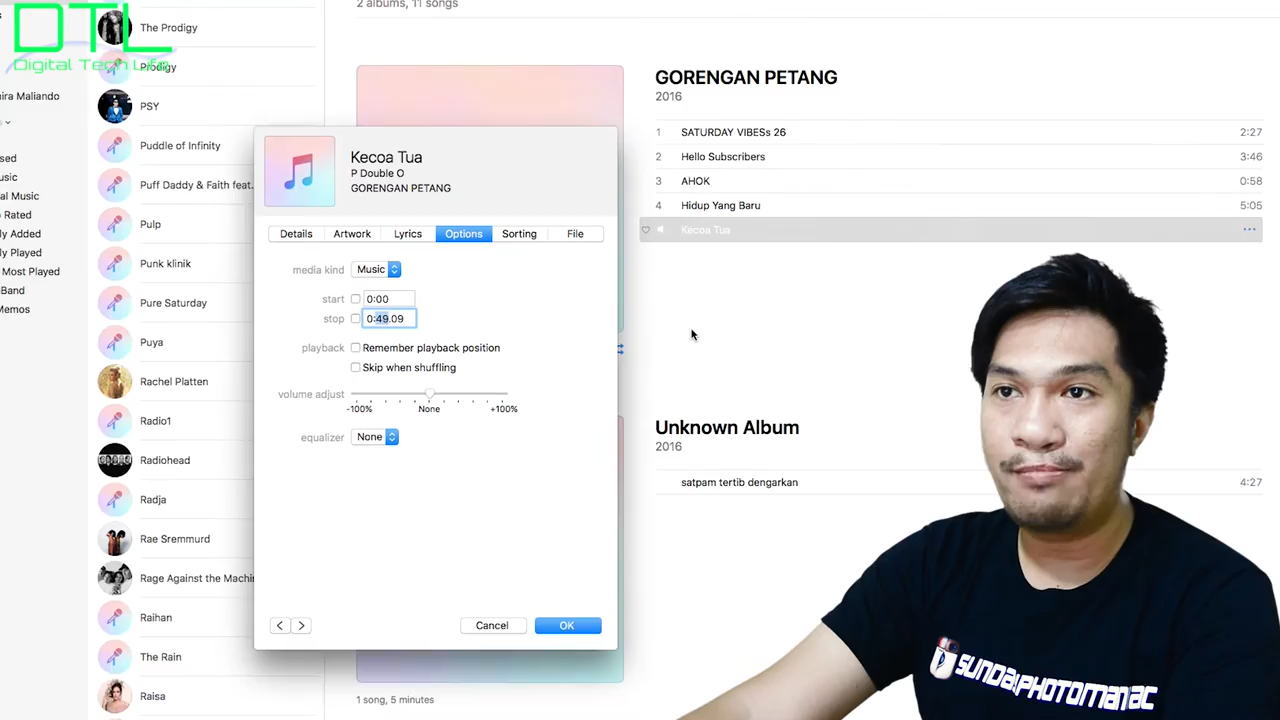 DTL
Digital Tech Life
2 albums, 11 songs
The Prodigy
Prodigy
PSY
Puddle of Infinity
Puff Daddy & Faith feat.
Pulp
Punk klinik
Pure Saturday
Puya
Rachel Platten
Radio1
Radiohead
Radja
Rae Sremmurd
Rage Against the Machin
Raihan
The Rain
Raisa
ira Maliando
sed
usic
al Music
Rated
ly Added
ly Played
Most Played
Band
Memos
Kecoa Tua
P Double O
GORENGAN PETANG
Details Artwork Lyrics Options Sorting File
media kind Music
start 0:00
stop 0:49.09
playback Remember playback position
Skip when shuffling
volume adjust
-100% None +100%
equalizer None
< >
Cancel OK
GORENGAN PETANG
2016
1 SATURDAY VIBESs 26 2:27
2 Hello Subscribers 3:46
3 AHOK 0:58
4 Hidup Yang Baru 5:05
Kecoa Tua ...
Unknown Album
2016
satpam tertib dengarkan 4:27
1 song, 5 minutes
SUNDAYPHOTOMANIAC